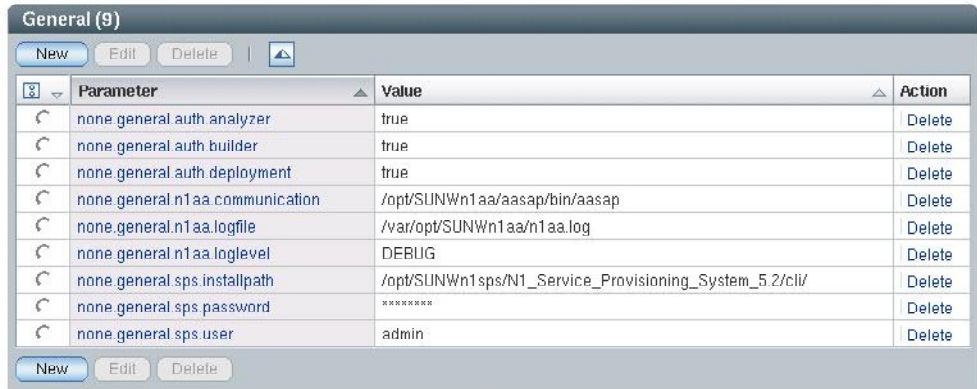 General (9)
New Edit Delete
Parameter Value Action
none.general.auth.analyzer true Delete
none.general.auth.builder true Delete
none.general.auth.deployment true Delete
none.general.n1aa.communication /opt/SUNWn1aa/aasap/bin/aasap Delete
none.general.n1aa.logfile /var/opt/SUNWn1aa/n1aa.log Delete
none.general.n1aa.loglevel DEBUG Delete
none.general.sps.installpath /opt/SUNWn1sps/N1_Service_Provisioning_System_5.2/cli/ Delete
none.general.sps.password ******** Delete
none.general.sps.user admin Delete
New Edit Delete